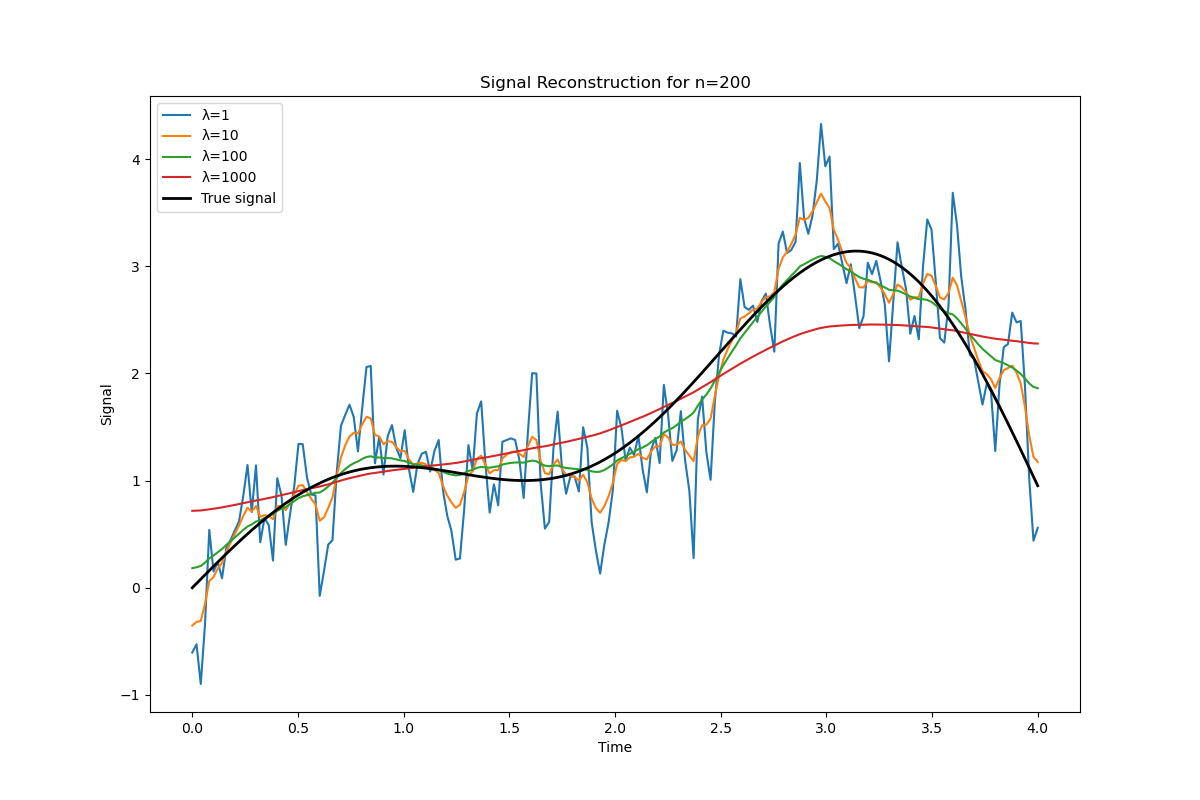 Signal Reconstruction for n=200
λ=1
λ=10
λ=100
λ=1000
True signal
Signal
4
3
2
1
0
−1
0.0 0.5 1.0 1.5 2.0 2.5 3.0 3.5 4.0
Time